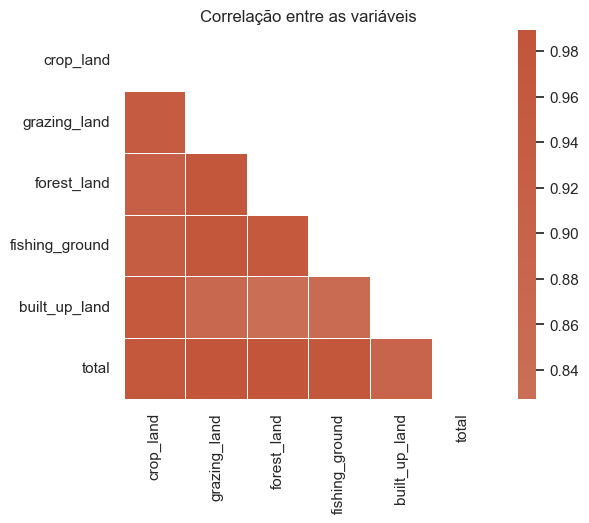 Correlação entre as variáveis
crop_land
grazing_land
forest_land
fishing_ground
built_up_land
total
crop_land
grazing_land
forest_land
fishing_ground
built_up_land
total
0.98
0.96
0.94
0.92
0.90
0.88
0.86
0.84